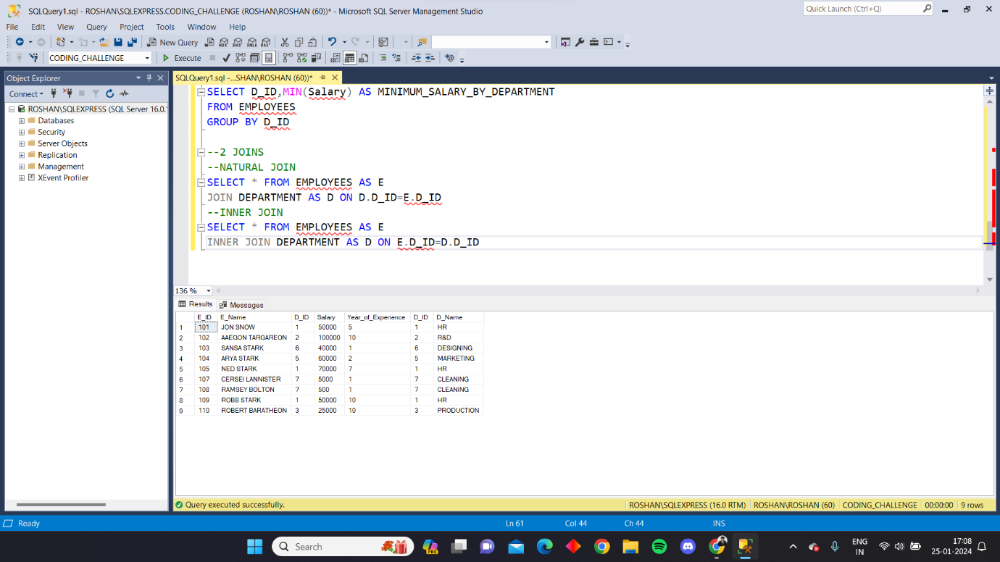 SQLQuery1.sql - ROSHAN\SQLEXPRESS.CODING_CHALLENGE (ROSHAN\ROSHAN (60))* - Microsoft SQL Server Management Studio
Quick Launch (Ctrl+Q)
File Edit View Query Project Tools Window Help
New Query
CODING_CHALLENGE Execute
Object Explorer
Connect
ROSHAN\SQLEXPRESS (SQL Server 16.0.1
Databases
Security
Server Objects
Replication
Management
XEvent Profiler
SQLQuery1.sql -...SHAN\ROSHAN (60))*
SELECT D_ID,MIN(Salary) AS MINIMUM_SALARY_BY_DEPARTMENT
FROM EMPLOYEES
GROUP BY D_ID
--2 JOINS
--NATURAL JOIN
SELECT * FROM EMPLOYEES AS E
JOIN DEPARTMENT AS D ON D.D_ID=E.D_ID
--INNER JOIN
SELECT * FROM EMPLOYEES AS E
INNER JOIN DEPARTMENT AS D ON E.D_ID=D.D_ID
136 %
Results Messages
E_ID E_Name D_ID Salary Year_of_Experience D_ID D_Name
1 101 JON SNOW 1 50000 5 1 HR
2 102 AAEGON TARGAREON 2 100000 10 2 R&D
3 103 SANSA STARK 6 40000 1 6 DESIGNING
4 104 ARYA STARK 5 60000 2 5 MARKETING
5 105 NED STARK 1 70000 7 1 HR
6 107 CERSEI LANNISTER 7 5000 1 7 CLEANING
7 108 RAMSEY BOLTON 7 500 1 7 CLEANING
8 109 ROBB STARK 1 50000 10 1 HR
9 110 ROBERT BARATHEON 3 25000 10 3 PRODUCTION
Query executed successfully. ROSHAN\SQLEXPRESS (16.0 RTM) ROSHAN\ROSHAN (60) CODING_CHALLENGE 00:00:00 9 rows
Ready Ln 61 Col 44 Ch 44 INS
Search PRE ENG IN 17:08 25-01-2024